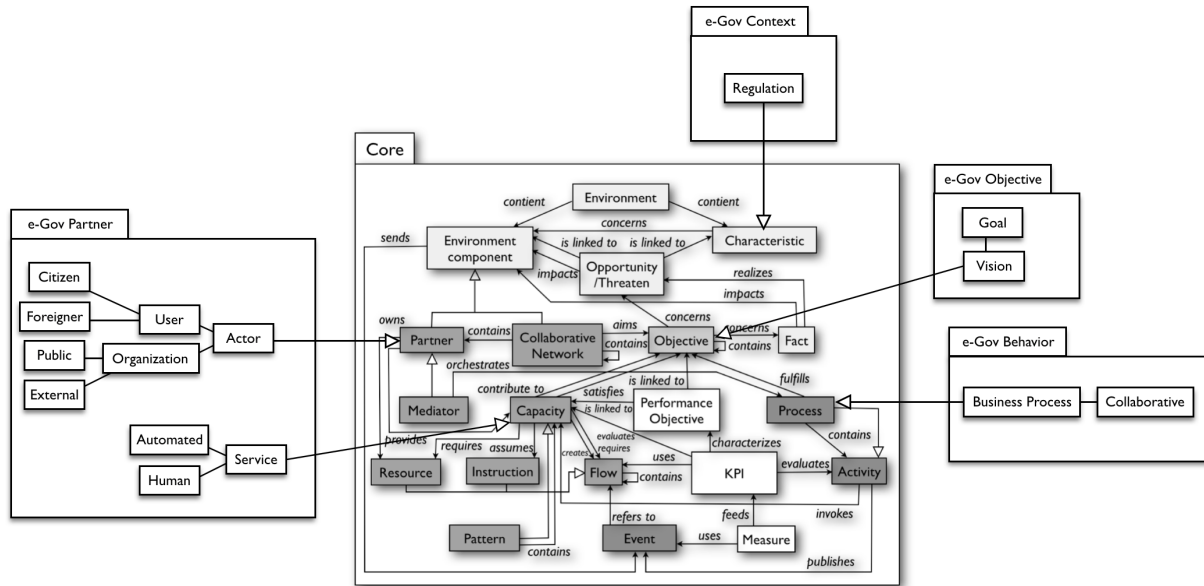 e-Gov Context
Regulation
Core
e-Gov Objective
Goal
Vision
e-Gov Partner
Citizen
Foreigner
User
Public
Organization
External
Actor
Automated
Human
Service
e-Gov Behavior
Business Process
Collaborative
Environment
contient
contient
concerns
sends
Environment
component
is linked to
is linked to
Characteristic
impacts
Opportunity
/Threaten
realizes
impacts
concerns
owns
Partner
contains
Collaborative
Network
aims
contains
Objective
concerns
contains
Fact
orchestrates
contribute to
is linked to
fulfills
satisfies
Mediator
Capacity
is linked to
Performance
Objective
Process
provides
requires
assumes
creates
evaluates
requires
characterizes
contains
Resource
Instruction
Flow
uses
contains
KPI
evaluates
Activity
refers to
feeds
invokes
Pattern
contains
Event
uses
Measure
publishes